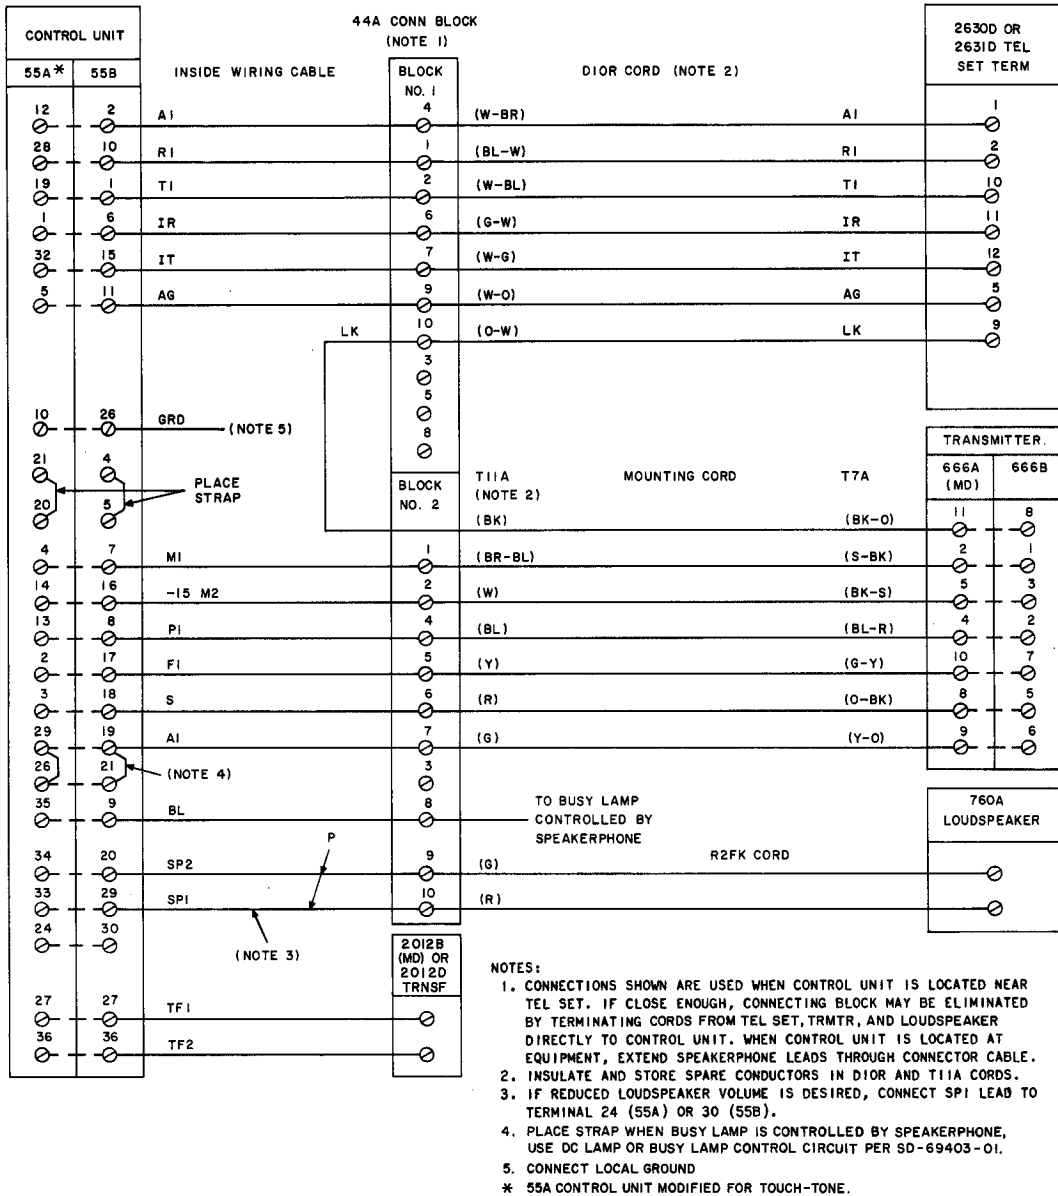 44A CONN BLOCK
(NOTE 1)
CONTROL UNIT
55A* 55B
INSIDE WIRING CABLE
BLOCK
NO. 1
DIOR CORD (NOTE 2)
2630D OR
2631D TEL
SET TERM
12 2 A1 4 (W-BR) A1 1
28 10 R1 1 (BL-W) R1 2
19 1 T1 2 (W-BL) T1 10
1 6 IR 6 (G-W) IR 11
32 15 IT 7 (W-G) IT 12
5 11 AG 9 (W-O) AG 5
LK 10 (O-W) LK 9
3
5
8
10 26 GRD (NOTE 5)
21 4
PLACE
STRAP
20 5
BLOCK
NO. 2
T11A
(NOTE 2)
MOUNTING CORD
T7A
TRANSMITTER.
666A
(MD)
666B
(BK) (BK-O) 11 8
4 7 M1 1 (BR-BL) (S-BK) 2 1
14 16 -15 M2 2 (W) (BK-S) 5 3
13 8 P1 4 (BL) (BL-R) 4 2
2 17 F1 5 (Y) (G-Y) 10 7
3 18 S 6 (R) (O-BK) 8 5
29 19 A1 7 (G) (Y-O) 9 6
26 21 (NOTE 4) 3
35 9 BL 8
TO BUSY LAMP
CONTROLLED BY
SPEAKERPHONE
760A
LOUDSPEAKER
P
34 20 SP2 9 (G) R2FK CORD
33 29 SP1 10 (R)
24 30
(NOTE 3)
2012B
(MD) OR
2012D
TRNSF
27 27 TF1
36 36 TF2
NOTES:
1. CONNECTIONS SHOWN ARE USED WHEN CONTROL UNIT IS LOCATED NEAR
TEL SET. IF CLOSE ENOUGH, CONNECTING BLOCK MAY BE ELIMINATED
BY TERMINATING CORDS FROM TEL SET, TRMTR, AND LOUDSPEAKER
DIRECTLY TO CONTROL UNIT. WHEN CONTROL UNIT IS LOCATED AT
EQUIPMENT, EXTEND SPEAKERPHONE LEADS THROUGH CONNECTOR CABLE.
2. INSULATE AND STORE SPARE CONDUCTORS IN D10R AND T11A CORDS.
3. IF REDUCED LOUDSPEAKER VOLUME IS DESIRED, CONNECT SP1 LEAD TO
TERMINAL 24 (55A) OR 30 (55B).
4. PLACE STRAP WHEN BUSY LAMP IS CONTROLLED BY SPEAKERPHONE,
USE DC LAMP OR BUSY LAMP CONTROL CIRCUIT PER SD-69403-01.
5. CONNECT LOCAL GROUND
* 55A CONTROL UNIT MODIFIED FOR TOUCH-TONE.